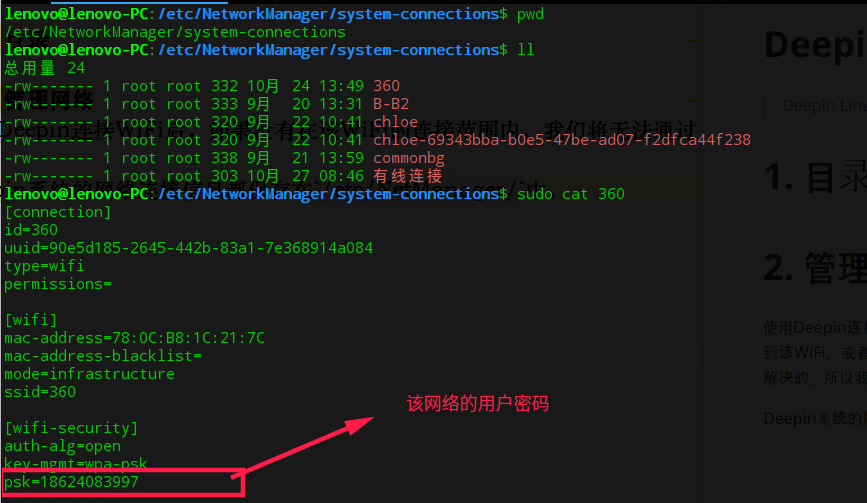 lenovo@lenovo-PC:/etc/NetworkManager/system-connections$ pwd
/etc/NetworkManager/system-connections
lenovo@lenovo-PC:/etc/NetworkManager/system-connections$ ll
总用量 24
-rw------- 1 root root 332 10月 24 13:49 360
-rw------- 1 root root 333 9月 20 13:31 B-B2
-rw------- 1 root root 320 9月 22 10:41 chloe
-rw------- 1 root root 320 9月 22 10:41 chloe-69343bba-b0e5-47be-ad07-f2dfca44f238
-rw------- 1 root root 338 9月 21 13:59 commonbg
-rw------- 1 root root 303 10月 27 08:46 有线连接
lenovo@lenovo-PC:/etc/NetworkManager/system-connections$ sudo cat 360
[connection]
id=360
uuid=90e5d185-2645-442b-83a1-7e368914a084
type=wifi
permissions=
[wifi]
mac-address=78:0C:B8:1C:21:7C
mac-address-blacklist=
mode=infrastructure
ssid=360
[wifi-security]
auth-alg=open
key-mgmt=wpa-psk
psk=18624083997
该网络的用户密码
Deepin
Deepin Lin
1. 目录
2. 管理
使用Deepin连
到该WiFi，或者
解决的，所以我
Deepin系统的